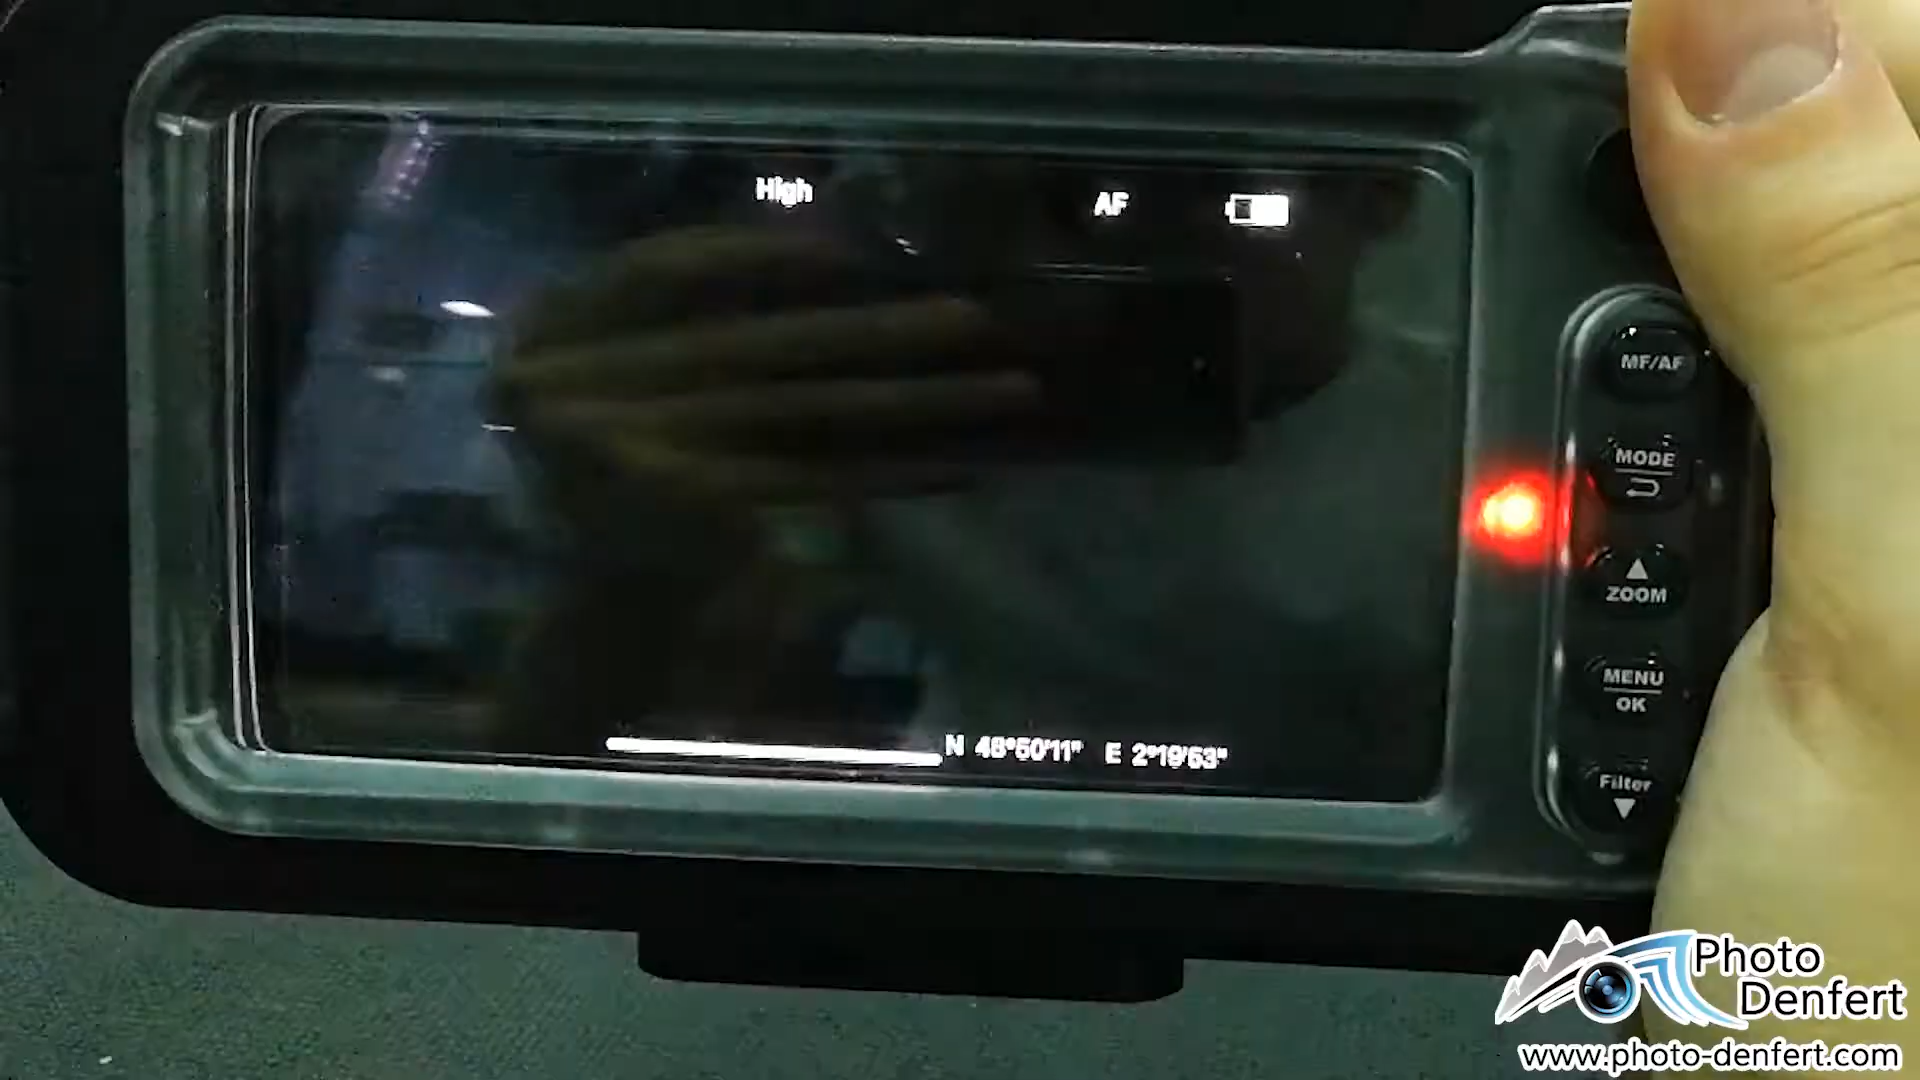 High AF
N 48°50'11" E 2°19'53"
MF/AF
MODE
ZOOM
MENU
OK
Filter
Photo
Denfert
www.photo-denfert.com